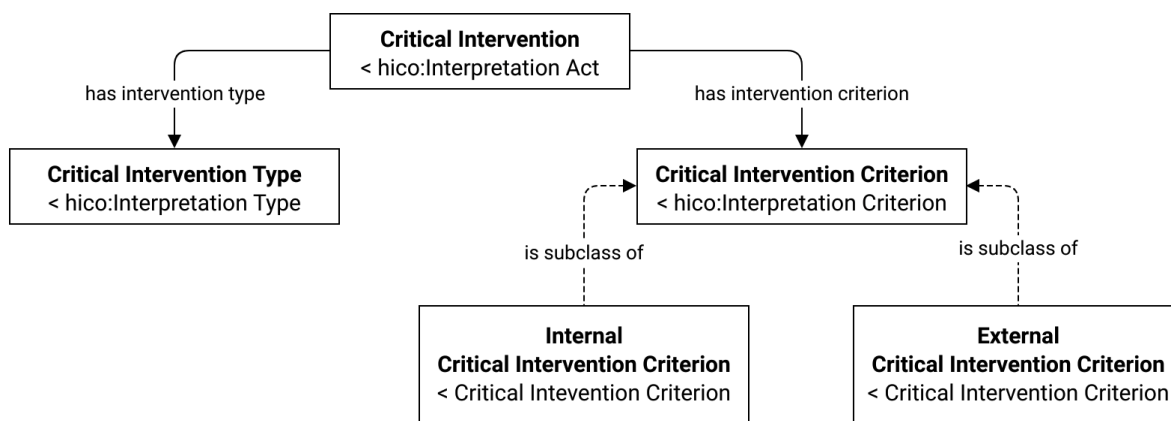 Critical Intervention
< hico:Interpretation Act
has intervention type
has intervention criterion
Critical Intervention Type
< hico:Interpretation Type
Critical Intervention Criterion
< hico:Interpretation Criterion
is subclass of
is subclass of
Internal
Critical Intervention Criterion
< Critical Intevention Criterion
External
Critical Intervention Criterion
< Critical Intervention Criterion